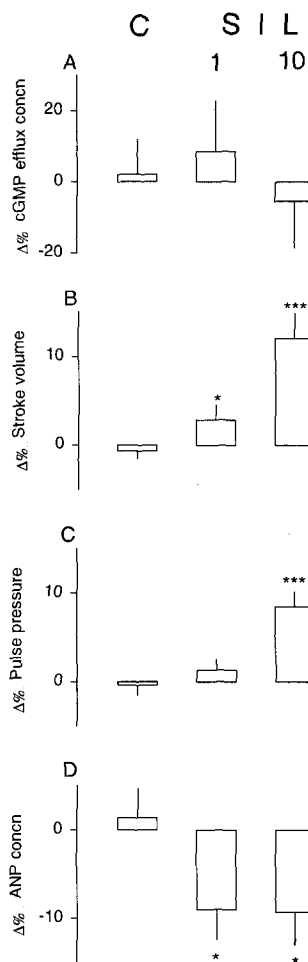 C S I L
1 10
A
Δ% cGMP efflux concn
20
0
-20
B
Δ%.. Stroke volume
***
10
*
0
C
Δ% Pulse pressure
***
10
0
D
Δ%.. ANP concn
0
-10
* *